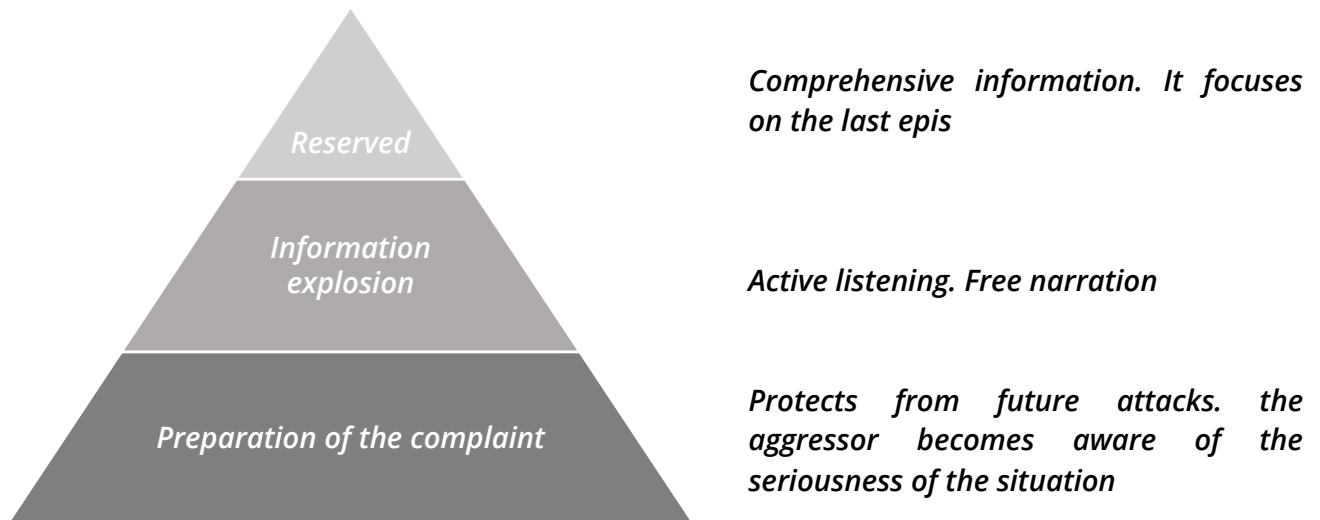 Reserved
Comprehensive information. It focuses
on the last epis
Information
explosion
Active listening. Free narration
Preparation of the complaint
Protects from future attacks. the
aggressor becomes aware of the
seriousness of the situation